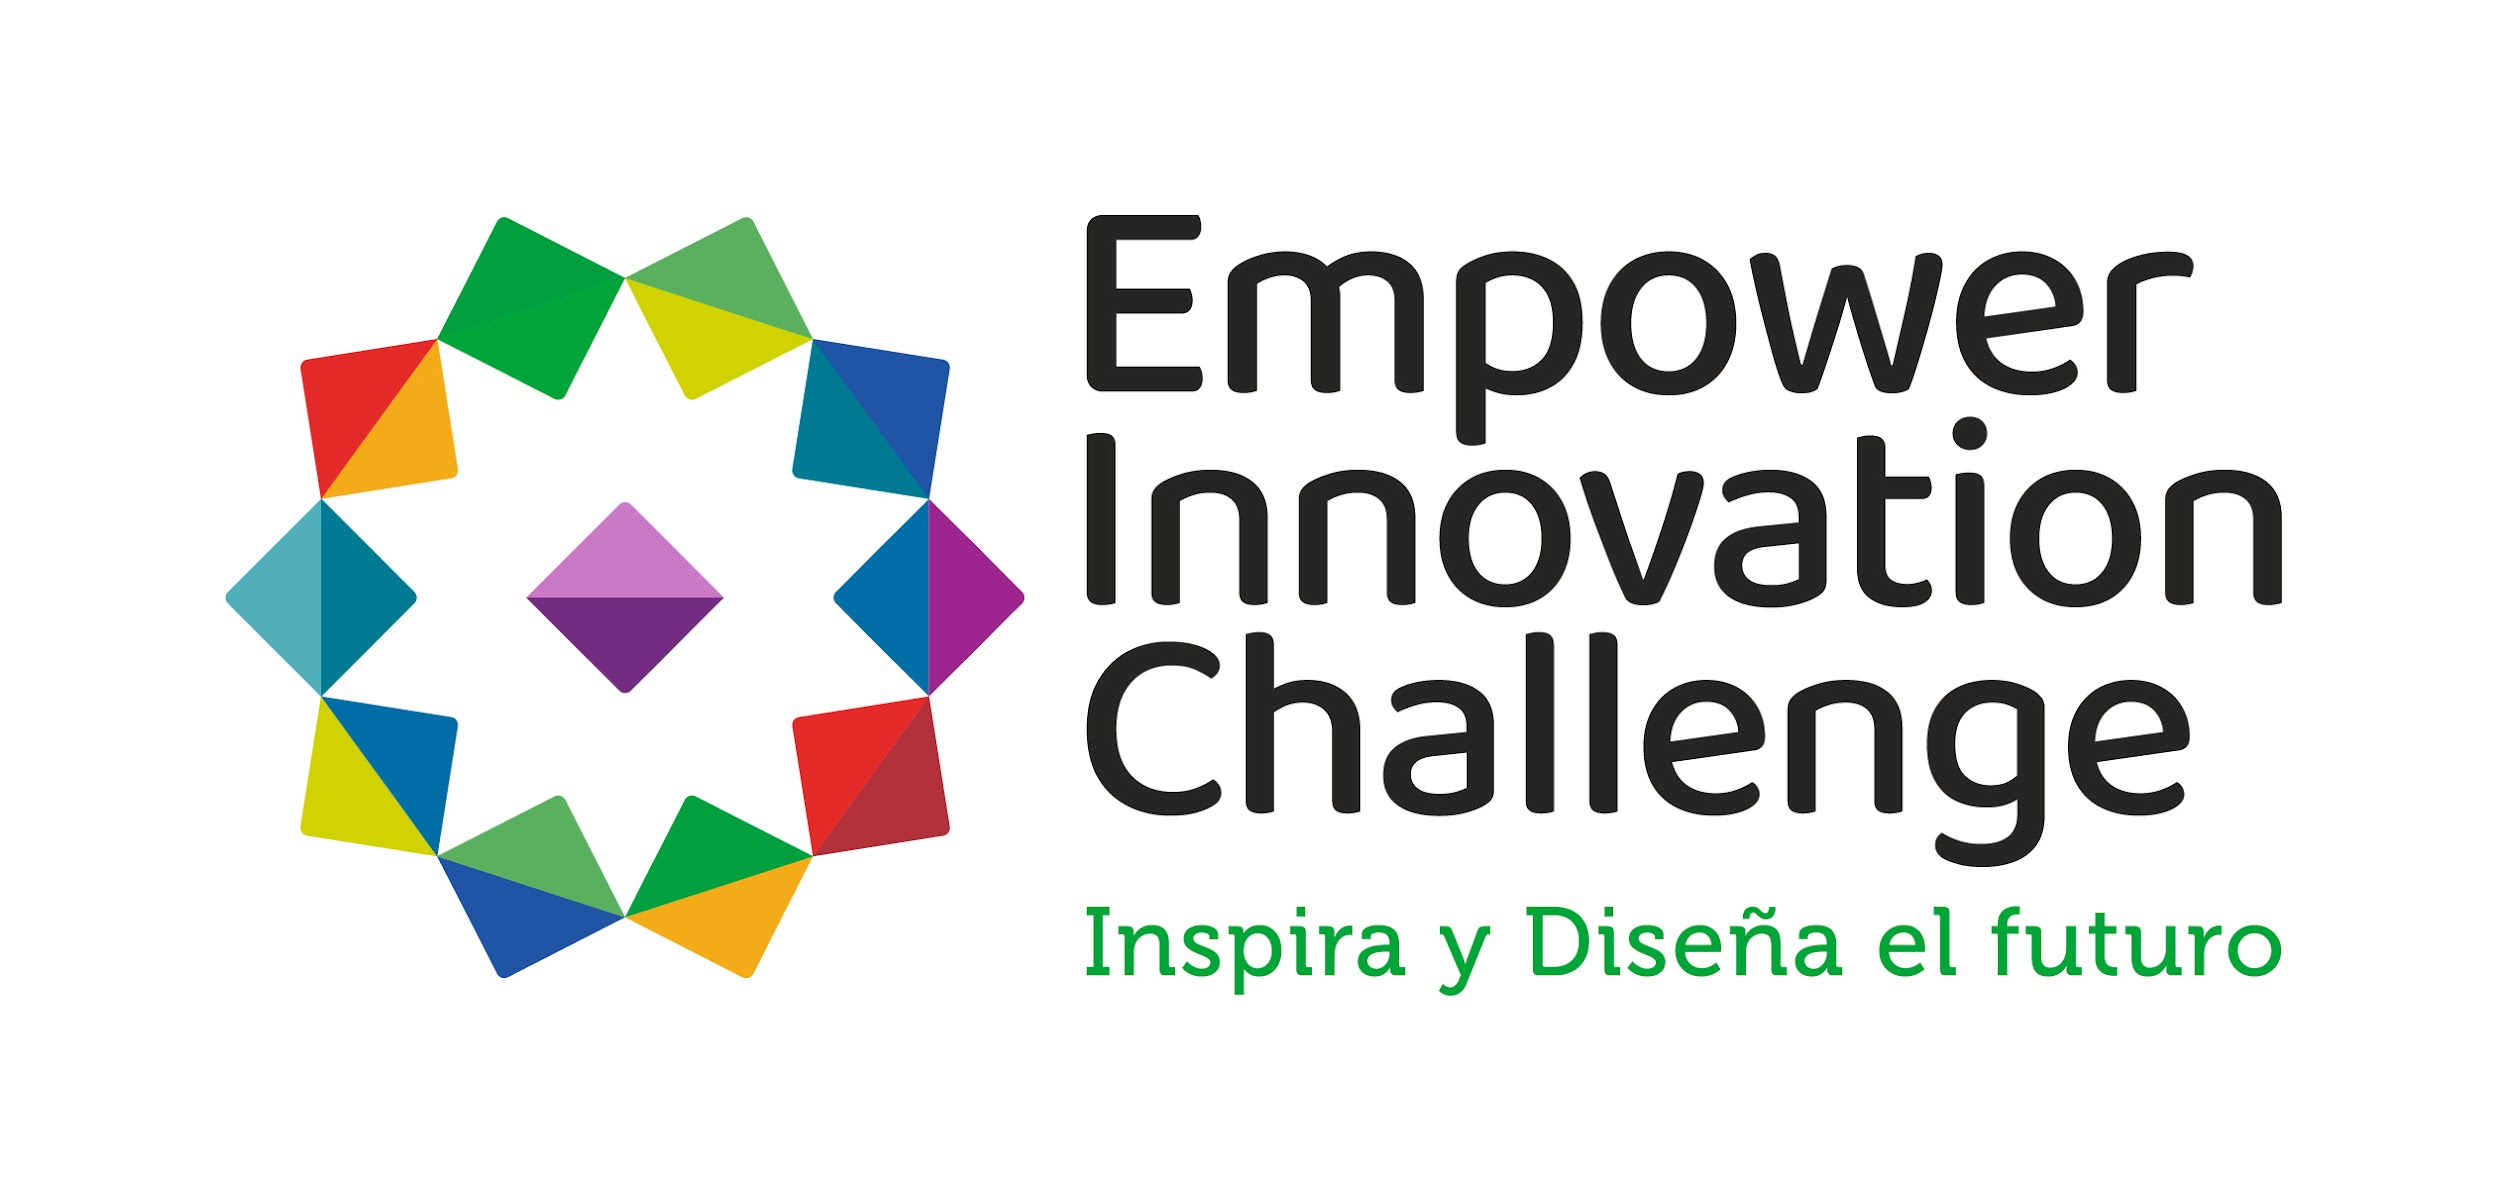 Empower
Innovation
Challenge
Inspira y Diseña el futuro